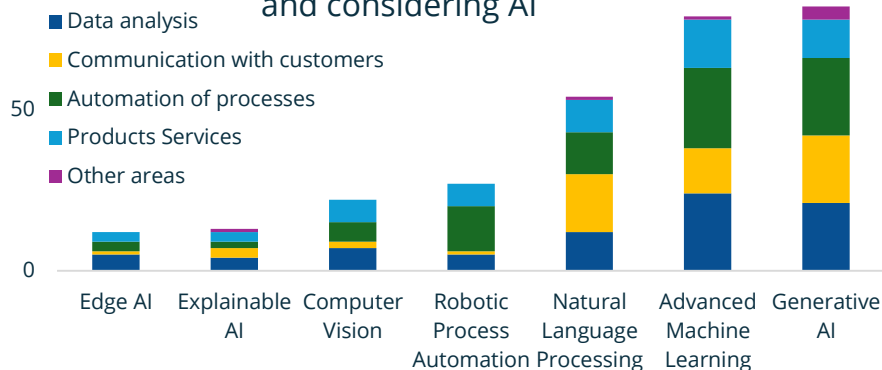 and considering AI
Data analysis
Communication with customers
Automation of processes
Products Services
Other areas
50
0
Edge AI
Explainable
AI
Computer
Vision
Robotic
Process
Automation
Natural
Language
Processing
Advanced
Machine
Learning
Generative
AI